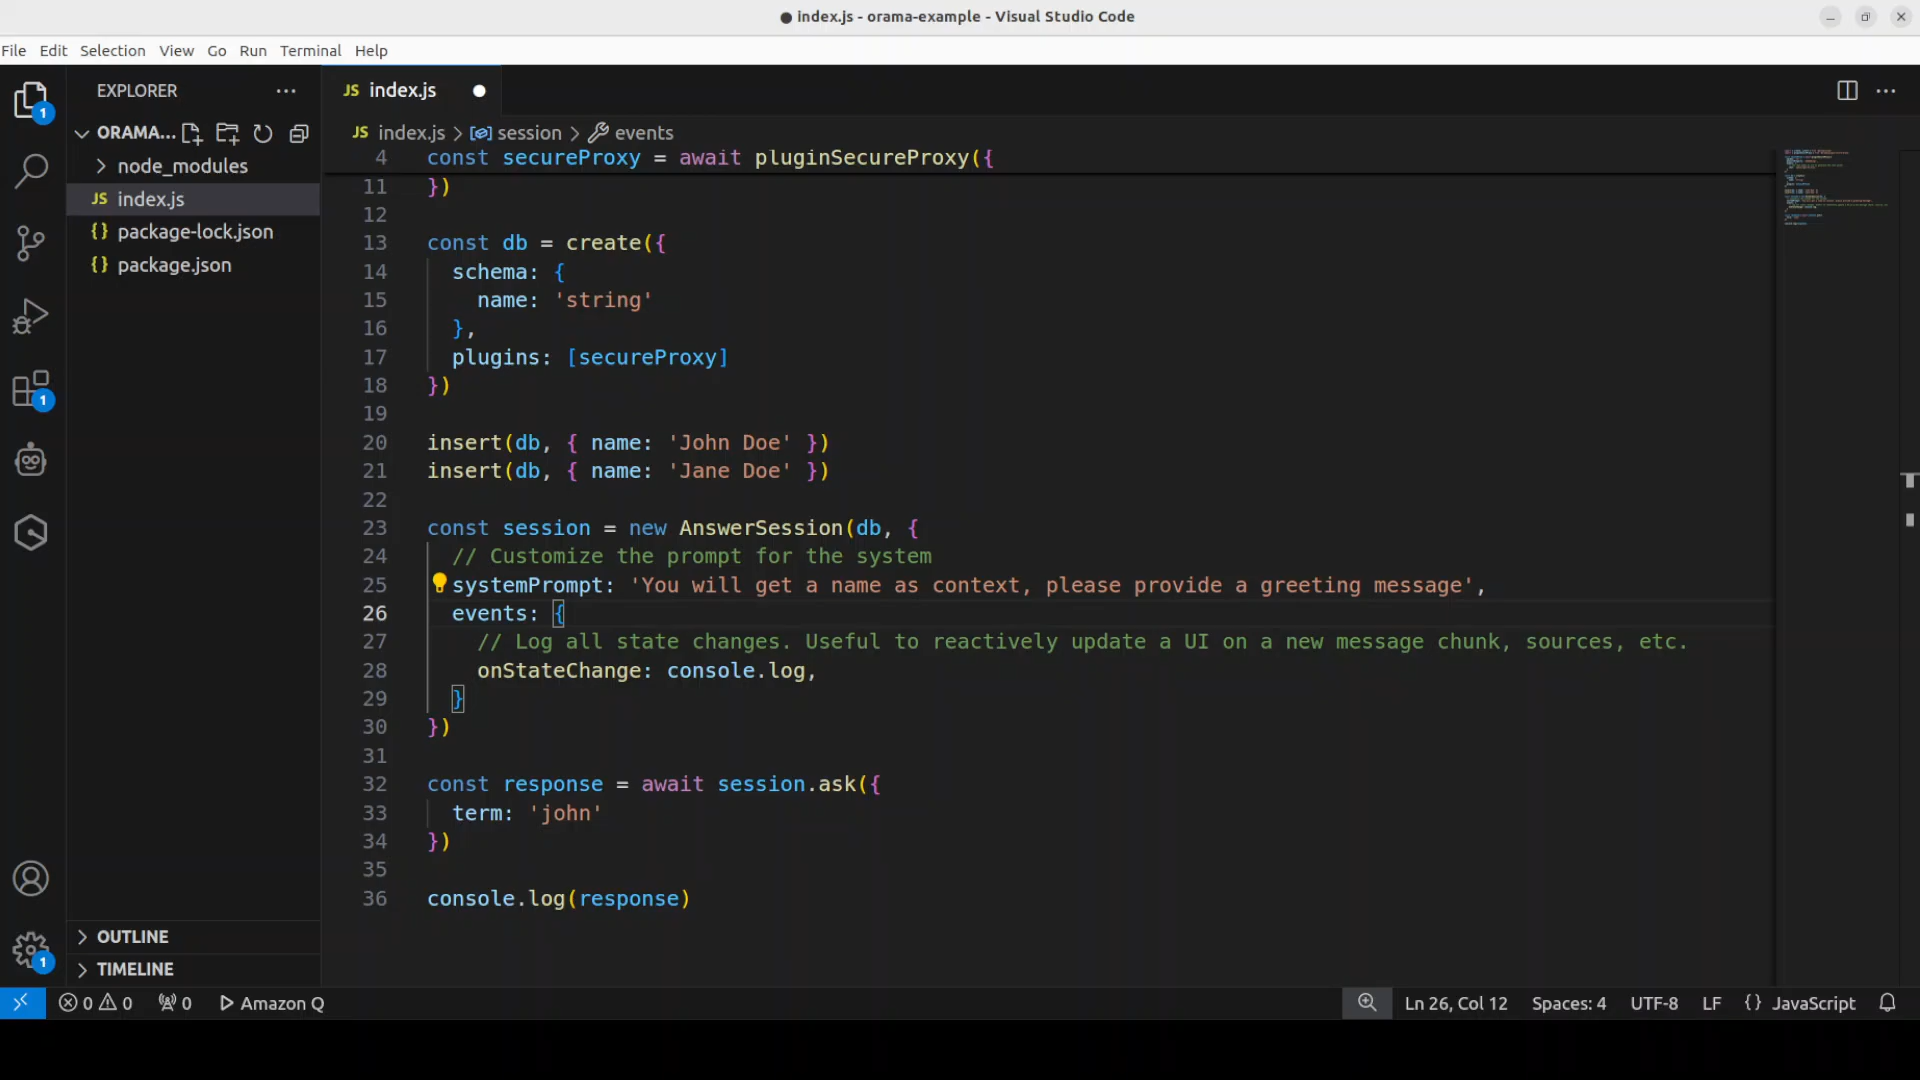 ● index.js - orama-example - Visual Studio Code
File Edit Selection View Go Run Terminal Help
EXPLORER ···
JS index.js ●
1
ORAMA...
JS index.js > session > events
node_modules
JS index.js
{} package-lock.json
{} package.json
4 const secureProxy = await pluginSecureProxy({
11 })
12
13 const db = create({
14 schema: {
15 name: 'string'
16 },
17 plugins: [secureProxy]
18 })
19
1
20 insert(db, { name: 'John Doe' })
21 insert(db, { name: 'Jane Doe' })
22
23 const session = new AnswerSession(db, {
24 // Customize the prompt for the system
25 systemPrompt: 'You will get a name as context, please provide a greeting message',
26 events: {
27 // Log all state changes. Useful to reactively update a UI on a new message chunk, sources, etc.
28 onStateChange: console.log,
29 }
30 })
31
32 const response = await session.ask({
33 term: 'john'
34 })
35
36 console.log(response)
OUTLINE
1
TIMELINE
0 0 0 Amazon Q Ln 26, Col 12 Spaces: 4 UTF-8 LF {} JavaScript